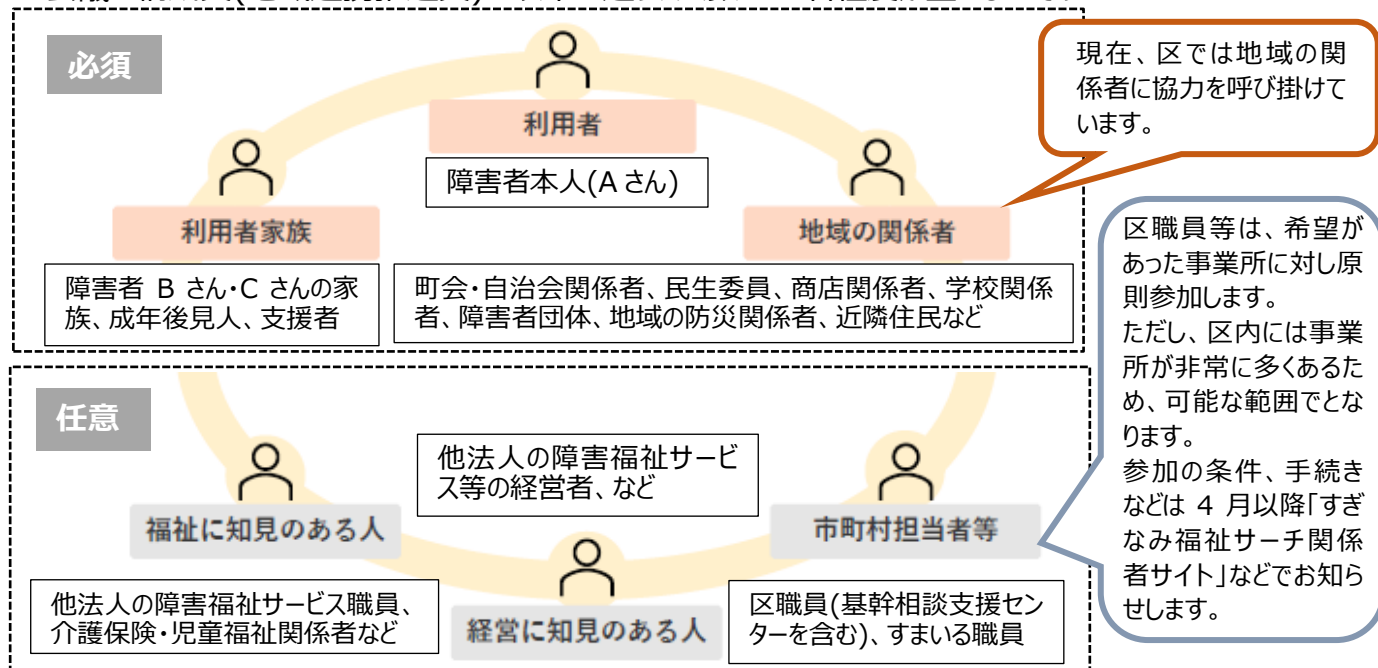 必須
利用者
障害者本人(A さん)
利用者家族
障害者 B さん・C さんの家
族、成年後見人、支援者
地域の関係者
町会・自治会関係者、民生委員、商店関係者、学校関係
者、障害者団体、地域の防災関係者、近隣住民など
現在、区では地域の関
係者に協力を呼び掛けて
います。
任意
福祉に知見のある人
他法人の障害福祉サービス職員、
介護保険・児童福祉関係者など
他法人の障害福祉サービ
ス等の経営者、など
経営に知見のある人
市町村担当者等
区職員(基幹相談支援セン
ターを含む)、すまいる職員
区職員等は、希望が
あった事業所に対し原
則参加します。
ただし、区内には事業
所が非常に多くあるた
め、可能な範囲でとな
ります。
参加の条件、手続き
などは 4 月以降「すぎ
なみ福祉サーチ関係
者サイト」などでお知ら
せします。